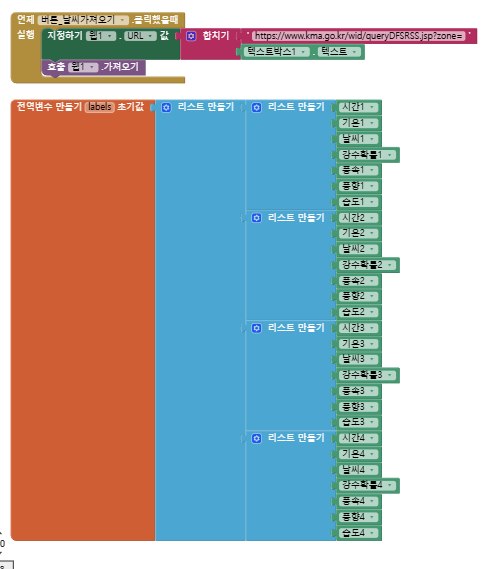 언제 버튼_날씨가져오기 .클릭했을때
실행 지정하기 웹1 . URL 값 합치기 " https://www.kma.go.kr/wid/queryDFSRSS.jsp?zone= "
텍스트박스1 . 텍스트
호출 웹1 .가져오기
전역변수 만들기 labels 초기값 리스트 만들기 리스트 만들기 시간1
기온1
날씨1
강수확률1
풍속1
풍향1
습도1
리스트 만들기 시간2
기온2
날씨2
강수확률2
풍속2
풍향2
습도2
리스트 만들기 시간3
기온3
날씨3
강수확률3
풍속3
풍향3
습도3
리스트 만들기 시간4
기온4
날씨4
강수확률4
풍속4
풍향4
습도4
0